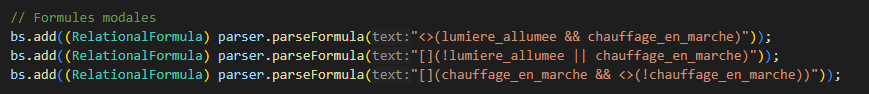 // Formules modales
bs.add((RelationalFormula) parser.parseFormula(text:"<>(lumiere_allumee && chauffage_en_marche)"));
bs.add((RelationalFormula) parser.parseFormula(text:"[](!lumiere_allumee || chauffage_en_marche)"));
bs.add((RelationalFormula) parser.parseFormula(text:"[](chauffage_en_marche && <>(!chauffage_en_marche))"));